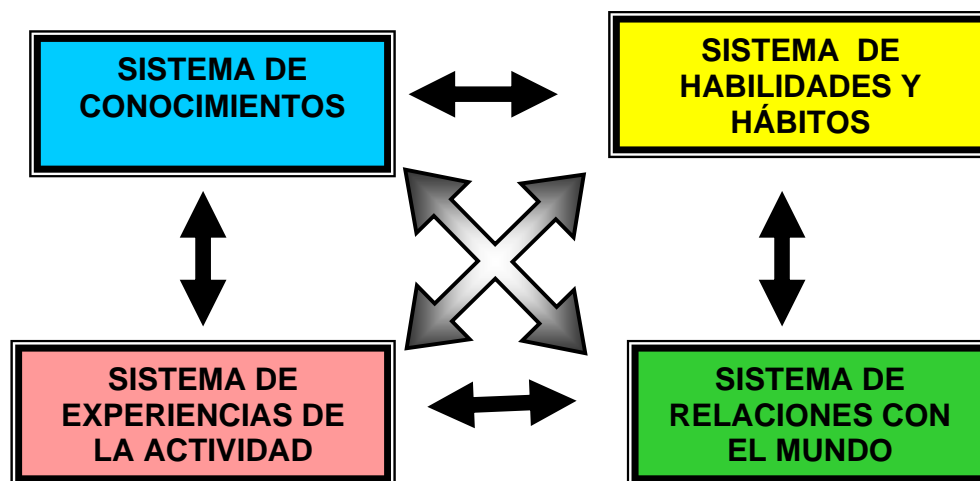 SISTEMA DE
CONOCIMIENTOS
SISTEMA DE
HABILIDADES Y
HÁBITOS
SISTEMA DE
EXPERIENCIAS DE
LA ACTIVIDAD
SISTEMA DE
RELACIONES CON
EL MUNDO